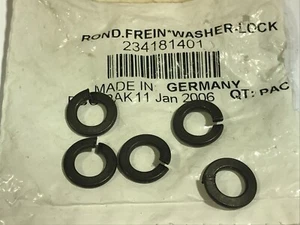 ROND.FREIN*WASHER-LOCK
234181401
MADE IN: GERMANY
11 Jan 2006 QT: PAC